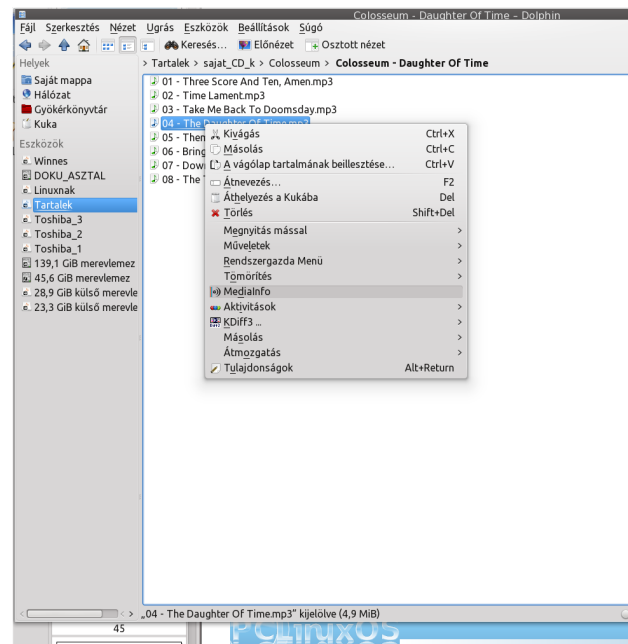 Colosseum - Daughter Of Time – Dolphin
Fájl Szerkesztés Nézet Ugrás Eszközök Beállítások Súgó
Keresés... Előnézet Osztott nézet
Helyek
> Tartalek > sajat_CD_k > Colosseum > Colosseum - Daughter Of Time
Saját mappa
Hálózat
Gyökérkönyvtár
Kuka
Eszközök
Winnes
DOKU_ASZTAL
Linuxnak
Tartalek
Toshiba_3
Toshiba_2
Toshiba_1
139,1 GiB merevlemez
45,6 GiB merevlemez
28,9 GiB külső merevle
23,3 GiB külső merevle
01 - Three Score And Ten, Amen.mp3
02 - Time Lament.mp3
03 - Take Me Back To Doomsday.mp3
04 - The Daughter Of Time.mp3
05 - Then
06 - Bring
07 - Dow
08 - The
Kivágás Ctrl+X
Másolás Ctrl+C
A vágólap tartalmának beillesztése... Ctrl+V
Átnevezés... F2
Áthelyezés a Kukába Del
Törlés Shift+Del
Megnyitás mással >
Műveletek >
Rendszergazda Menü >
Tömörítés >
MediaInfo
Aktivitások >
KDiff3 ... >
Másolás >
Átmozgatás >
Tulajdonságok Alt+Return
„04 - The Daughter Of Time.mp3” kijelölve (4,9 MiB)
45
PCLinuxOS